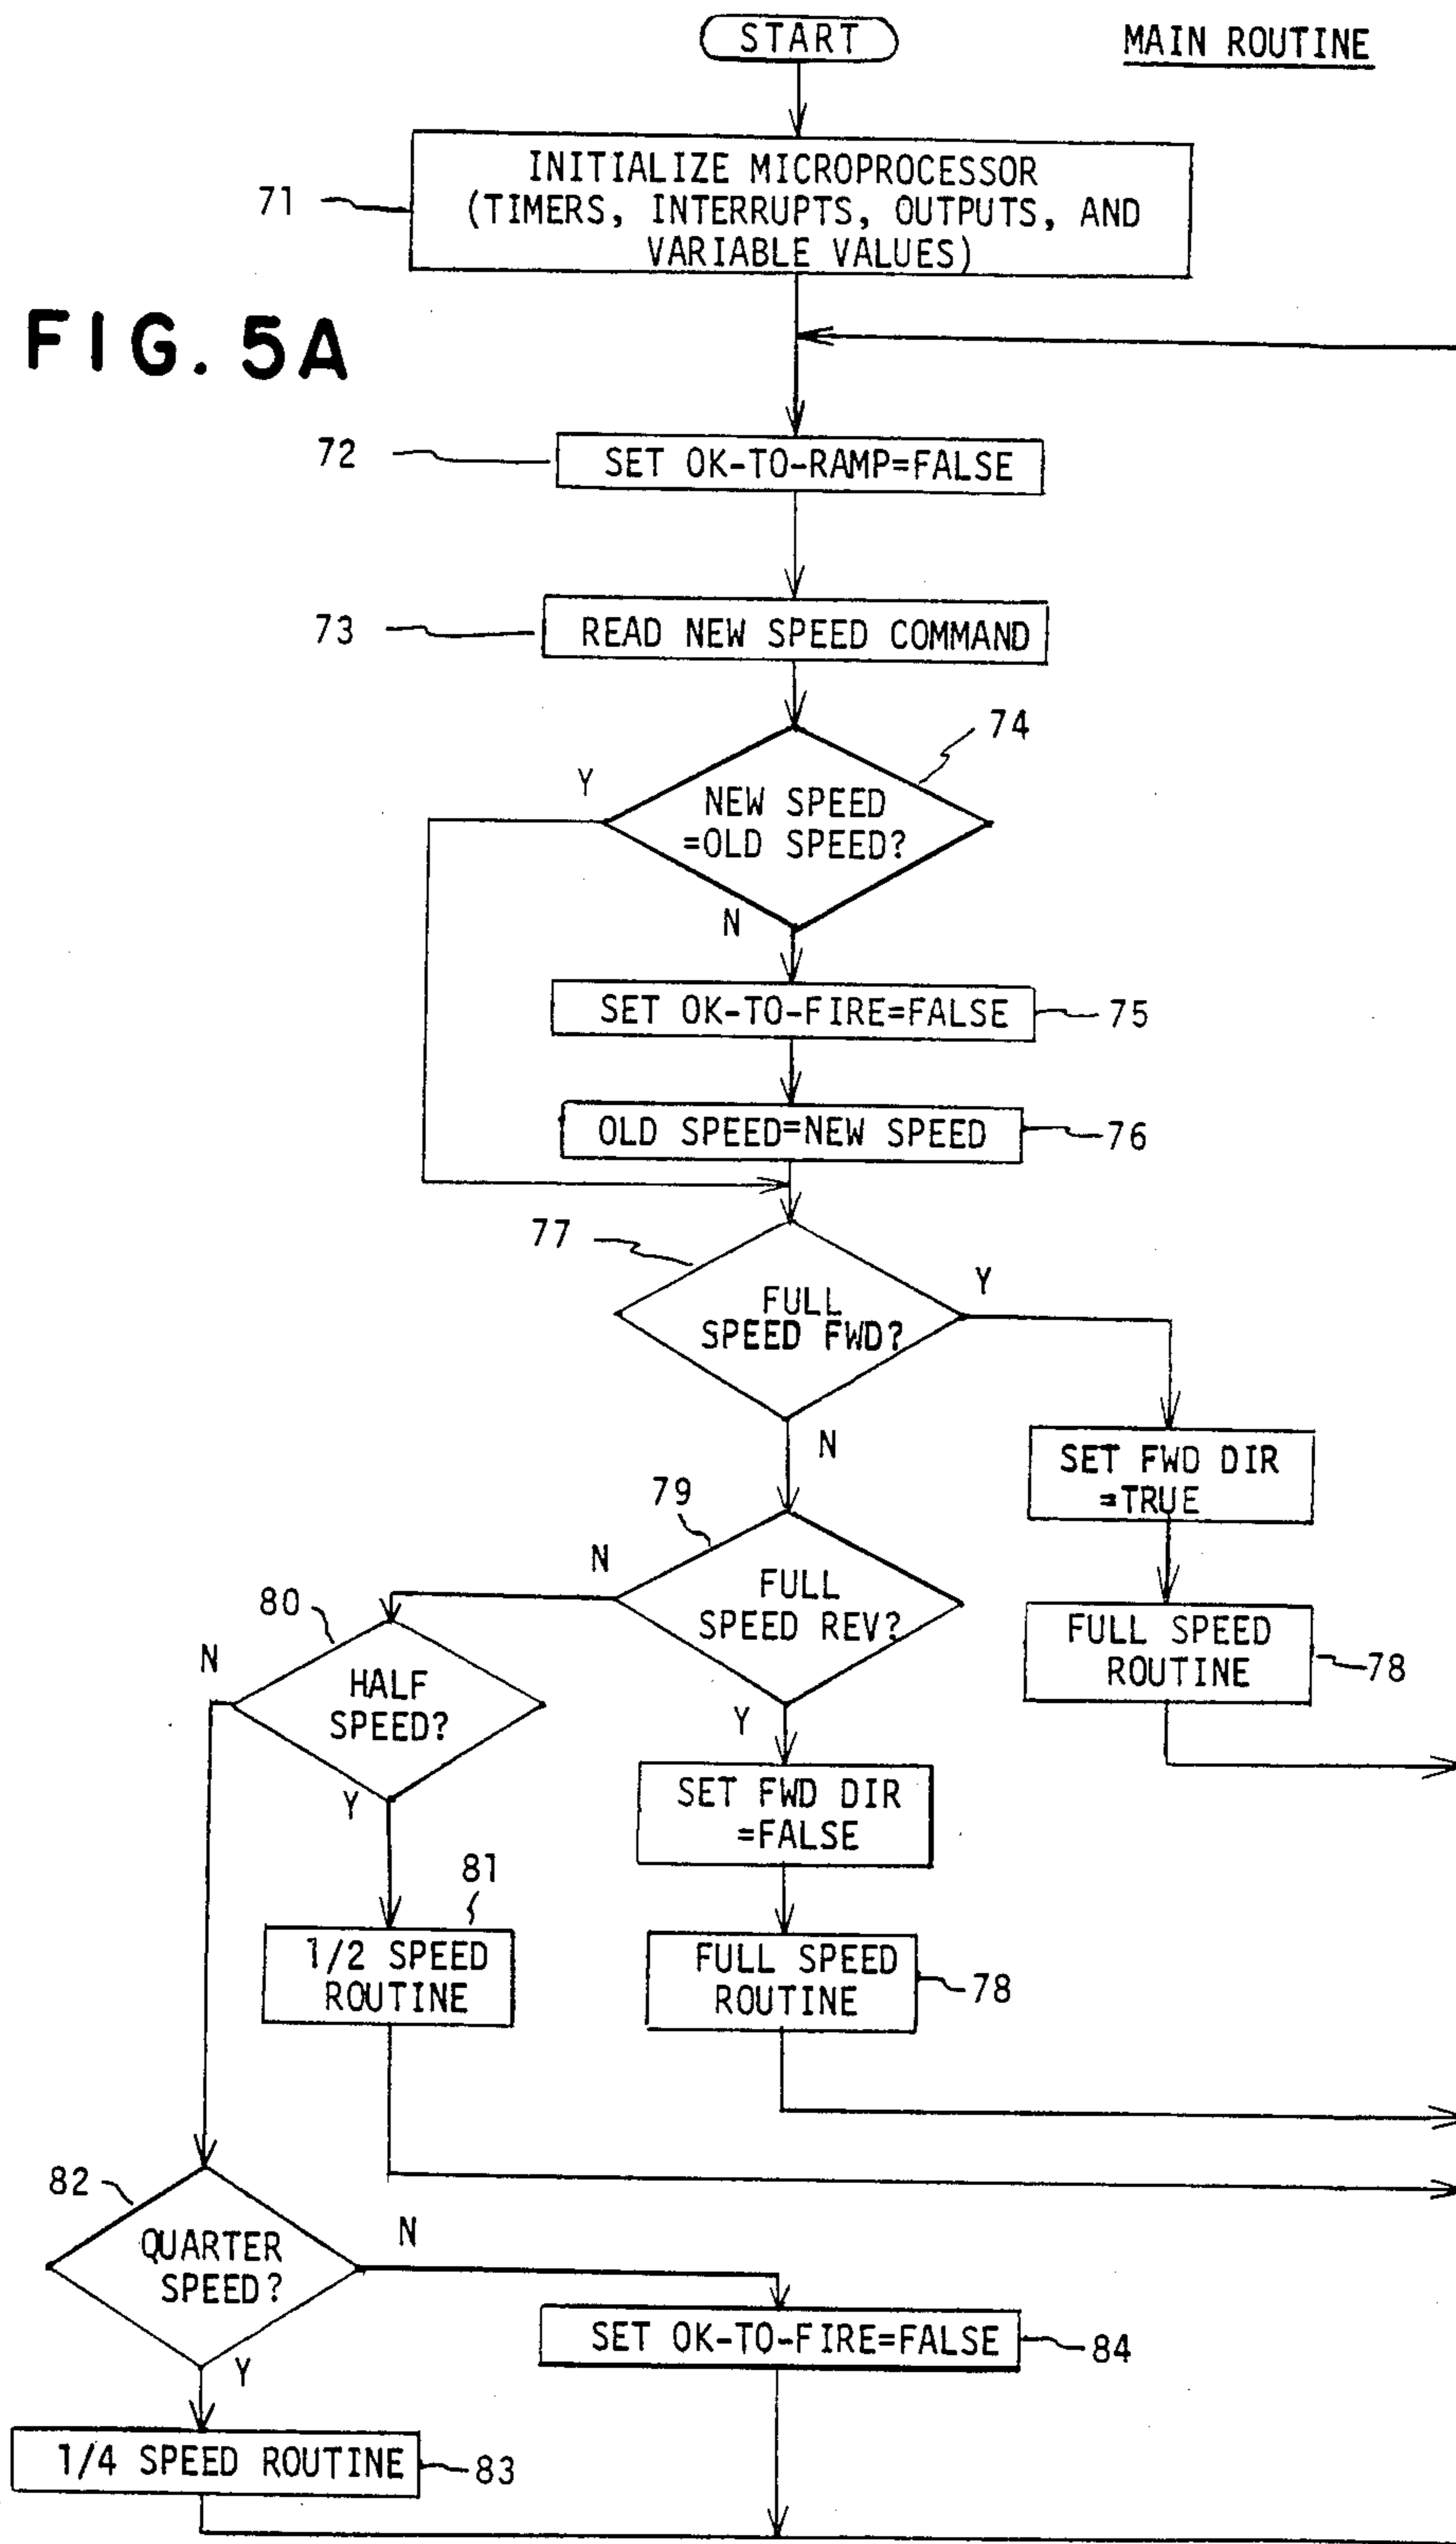 START
MAIN ROUTINE
71
INITIALIZE MICROPROCESSOR
(TIMERS, INTERRUPTS, OUTPUTS, AND
VARIABLE VALUES)
FIG. 5A
72
SET OK-TO-RAMP=FALSE
73
READ NEW SPEED COMMAND
74
Y
NEW SPEED
=OLD SPEED?
N
SET OK-TO-FIRE=FALSE
75
OLD SPEED=NEW SPEED
76
77
FULL
SPEED FWD?
Y
N
SET FWD DIR
=TRUE
79
N
FULL
SPEED REV?
FULL SPEED
ROUTINE
78
80
N
HALF
SPEED?
Y
Y
SET FWD DIR
=FALSE
81
1/2 SPEED
ROUTINE
FULL SPEED
ROUTINE
78
82
QUARTER
SPEED?
N
SET OK-TO-FIRE=FALSE
84
Y
1/4 SPEED ROUTINE
83